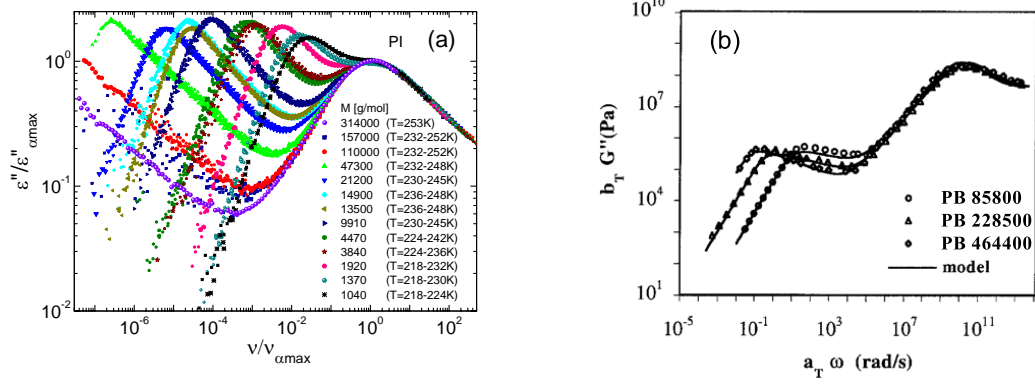 PI (a)
M [g/mol]
314000 (T=253K)
157000 (T=232-252K)
110000 (T=232-252K)
47300 (T=232-248K)
21200 (T=230-245K)
14900 (T=236-248K)
13500 (T=236-248K)
9910 (T=230-245K)
4470 (T=224-242K)
3840 (T=224-236K)
1920 (T=218-232K)
1370 (T=218-230K)
1040 (T=218-224K)
ε''/ε''αmax
10⁰
10⁻¹
10⁻²
10⁻⁶ 10⁻⁴ 10⁻² 10⁰ 10²
ν/ναmax
(b)
b_T G''(Pa)
10¹⁰
10⁷
10⁴
10¹
PB 85800
PB 228500
PB 464400
model
10⁻⁵ 10⁻¹ 10³ 10⁷ 10¹¹
a_T ω (rad/s)